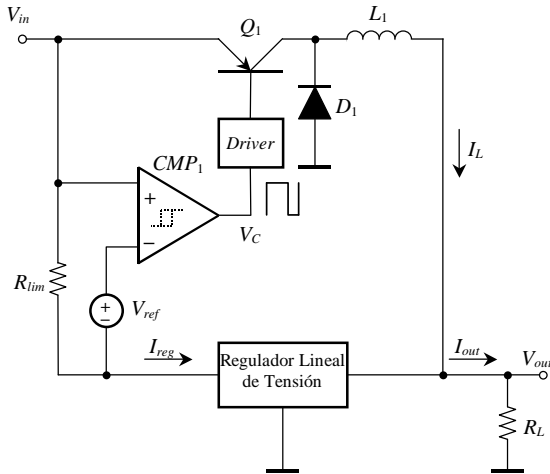 V_in
Q_1
L_1
D_1
Driver
I_L
CMP_1
+
−
V_C
R_lim
+
−
V_ref
I_reg
Regulador Lineal
de Tensión
I_out
V_out
R_L